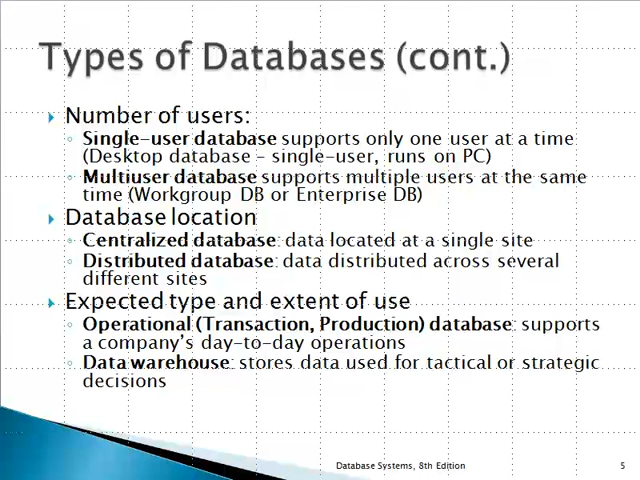 Types of Databases (cont.)
Number of users:
Single-user database supports only one user at a time
(Desktop database – single-user, runs on PC)
Multiuser database supports multiple users at the same
time (Workgroup DB or Enterprise DB)
Database location
Centralized database: data located at a single site
Distributed database: data distributed across several
different sites
Expected type and extent of use
Operational (Transaction, Production) database: supports
a company's day-to-day operations
Data warehouse: stores data used for tactical or strategic
decisions
Database Systems, 8th Edition
5